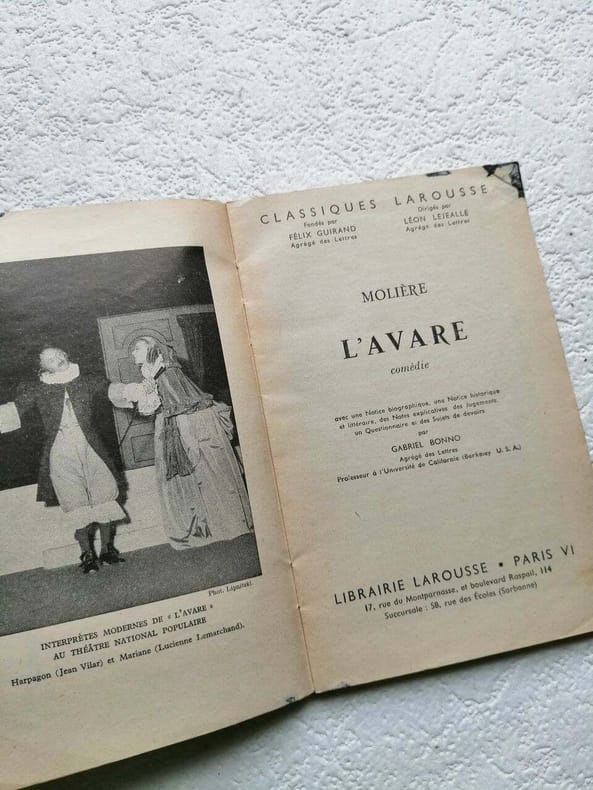 Phot. Lipnitzki.
INTERPRÈTES MODERNES DE « L'AVARE »
AU THÉÂTRE NATIONAL POPULAIRE
Harpagon (Jean Vilar) et Mariane (Lucienne Lemarchand).
CLASSIQUES LAROUSSE
Fondés par
FÉLIX GUIRAND
Agrégé des Lettres
Dirigés par
LÉON LEJEALLE
Agrégé des Lettres
MOLIÈRE
L'AVARE
comédie
avec une Notice biographique, une Notice historique
et littéraire, des Notes explicatives, des Jugements,
un Questionnaire et des Sujets de devoirs
par
GABRIEL BONNO
Agrégé des Lettres
Professeur à l'Université de Californie (Berkeley U. S. A.)
LIBRAIRIE LAROUSSE • PARIS VI
17, rue du Montparnasse, et boulevard Raspail, 114
Succursale : 58, rue des Écoles (Sorbonne)